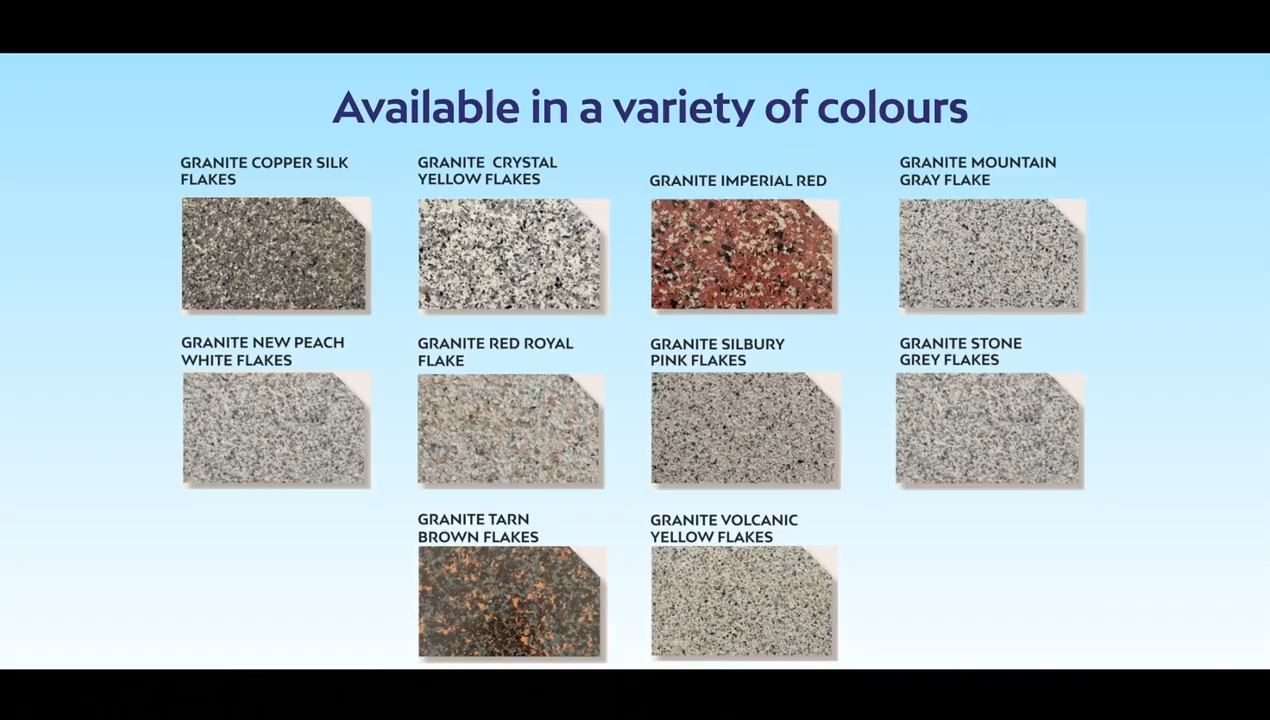 Available in a variety of colours
GRANITE COPPER SILK
FLAKES
GRANITE CRYSTAL
YELLOW FLAKES
GRANITE IMPERIAL RED
GRANITE MOUNTAIN
GRAY FLAKE
GRANITE NEW PEACH
WHITE FLAKES
GRANITE RED ROYAL
FLAKE
GRANITE SILBURY
PINK FLAKES
GRANITE STONE
GREY FLAKES
GRANITE TARN
BROWN FLAKES
GRANITE VOLCANIC
YELLOW FLAKES